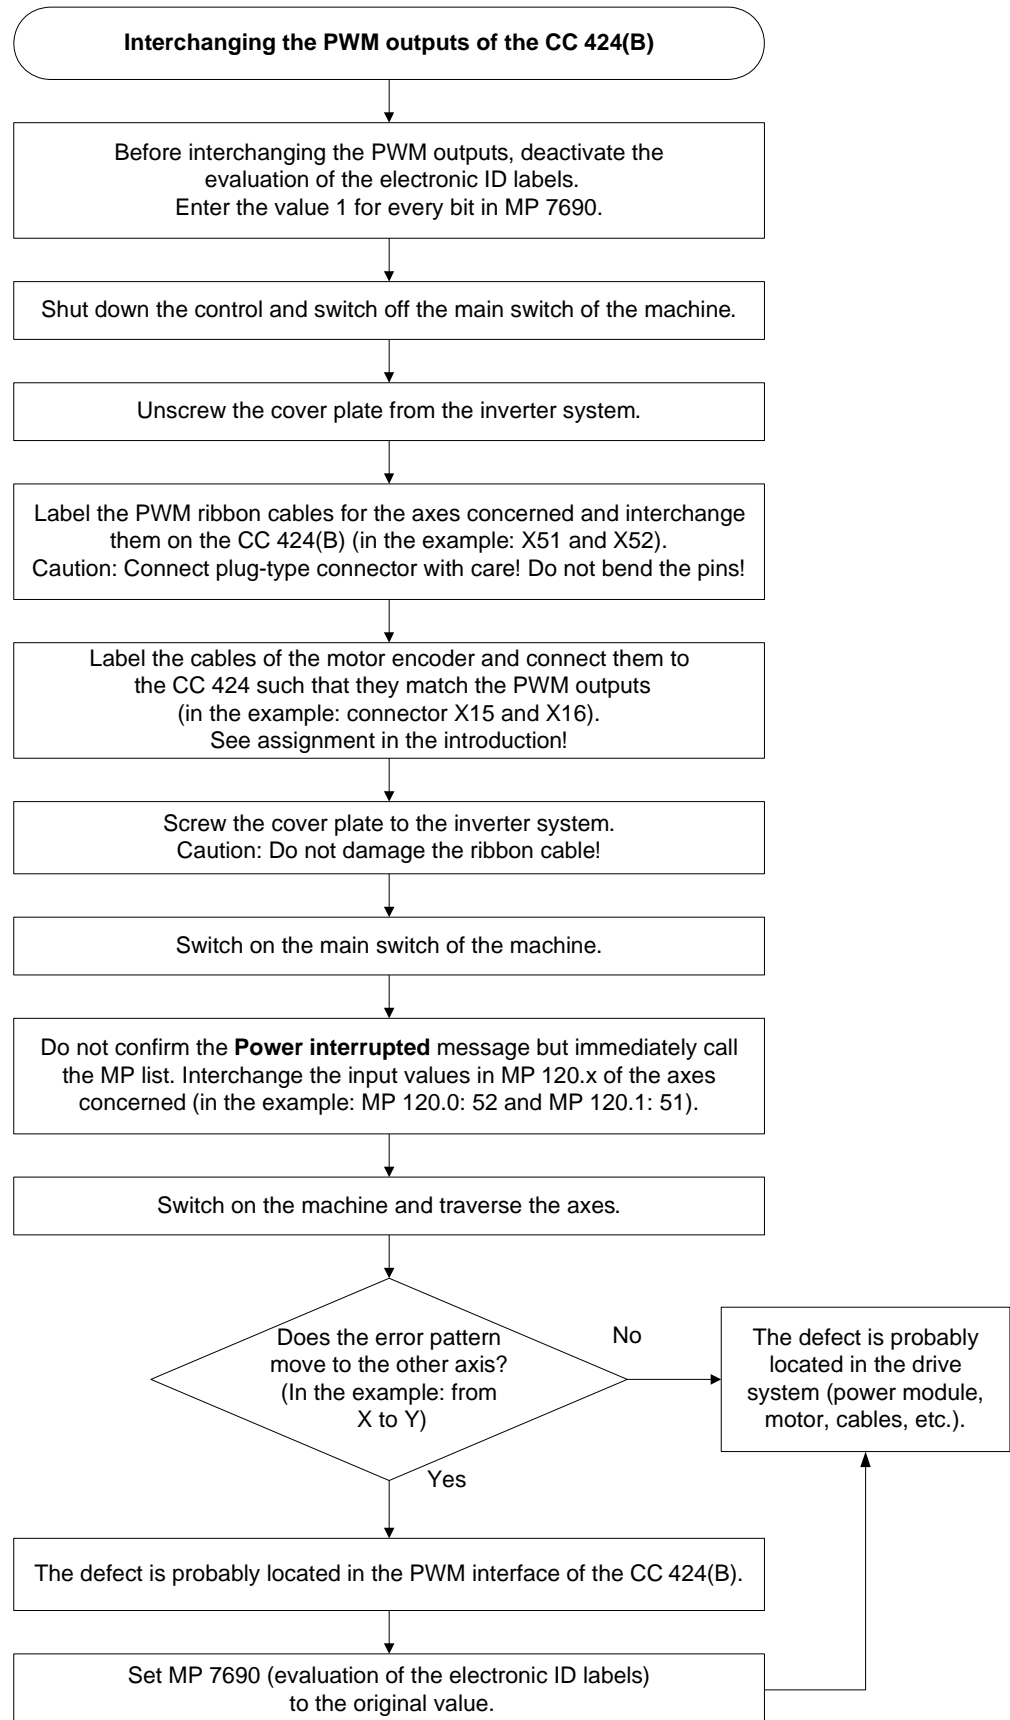 Interchanging the PWM outputs of the CC 424(B)
Before interchanging the PWM outputs, deactivate the
evaluation of the electronic ID labels.
Enter the value 1 for every bit in MP 7690.
Shut down the control and switch off the main switch of the machine.
Unscrew the cover plate from the inverter system.
Label the PWM ribbon cables for the axes concerned and interchange
them on the CC 424(B) (in the example: X51 and X52).
Caution: Connect plug-type connector with care! Do not bend the pins!
Label the cables of the motor encoder and connect them to
the CC 424 such that they match the PWM outputs
(in the example: connector X15 and X16).
See assignment in the introduction!
Screw the cover plate to the inverter system.
Caution: Do not damage the ribbon cable!
Switch on the main switch of the machine.
Do not confirm the Power interrupted message but immediately call
the MP list. Interchange the input values in MP 120.x of the axes
concerned (in the example: MP 120.0: 52 and MP 120.1: 51).
Switch on the machine and traverse the axes.
Does the error pattern
move to the other axis?
(In the example: from
X to Y)
No
The defect is probably
located in the drive
system (power module,
motor, cables, etc.).
Yes
The defect is probably located in the PWM interface of the CC 424(B).
Set MP 7690 (evaluation of the electronic ID labels)
to the original value.